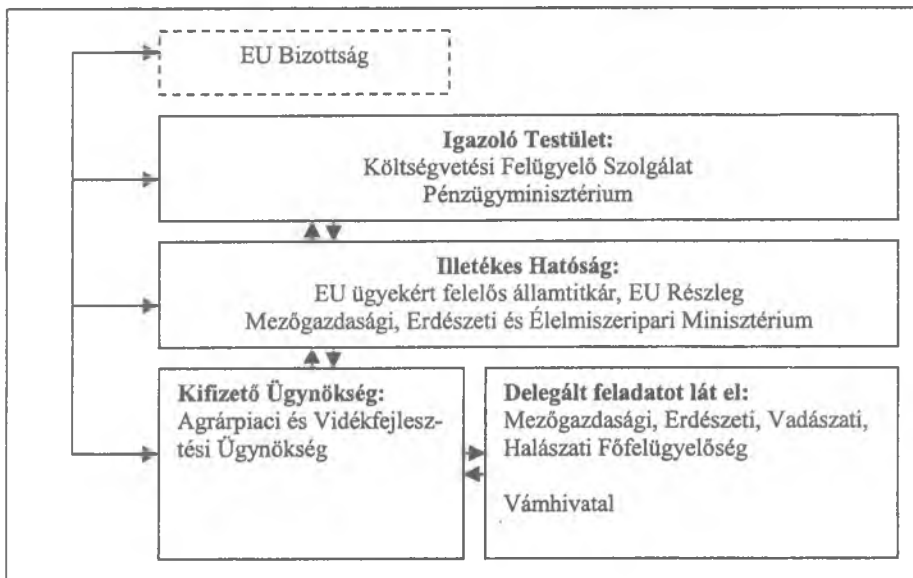 EU Bizottság
Igazoló Testület:
Költségvetési Felügyelő Szolgálat
Pénzügyminisztérium
Illetékes Hatóság:
EU ügyekért felelős államtitkár, EU Részleg
Mezőgazdasági, Erdészeti és Élelmiszeripari Minisztérium
Kifizető Ügynökség:
Agrárpiaci és Vidékfejlesz-
tési Ügynökség
Delegált feladatot lát el:
Mezőgazdasági, Erdészeti, Vadászati,
Halászati Főfelügyelőség
Vámhivatal